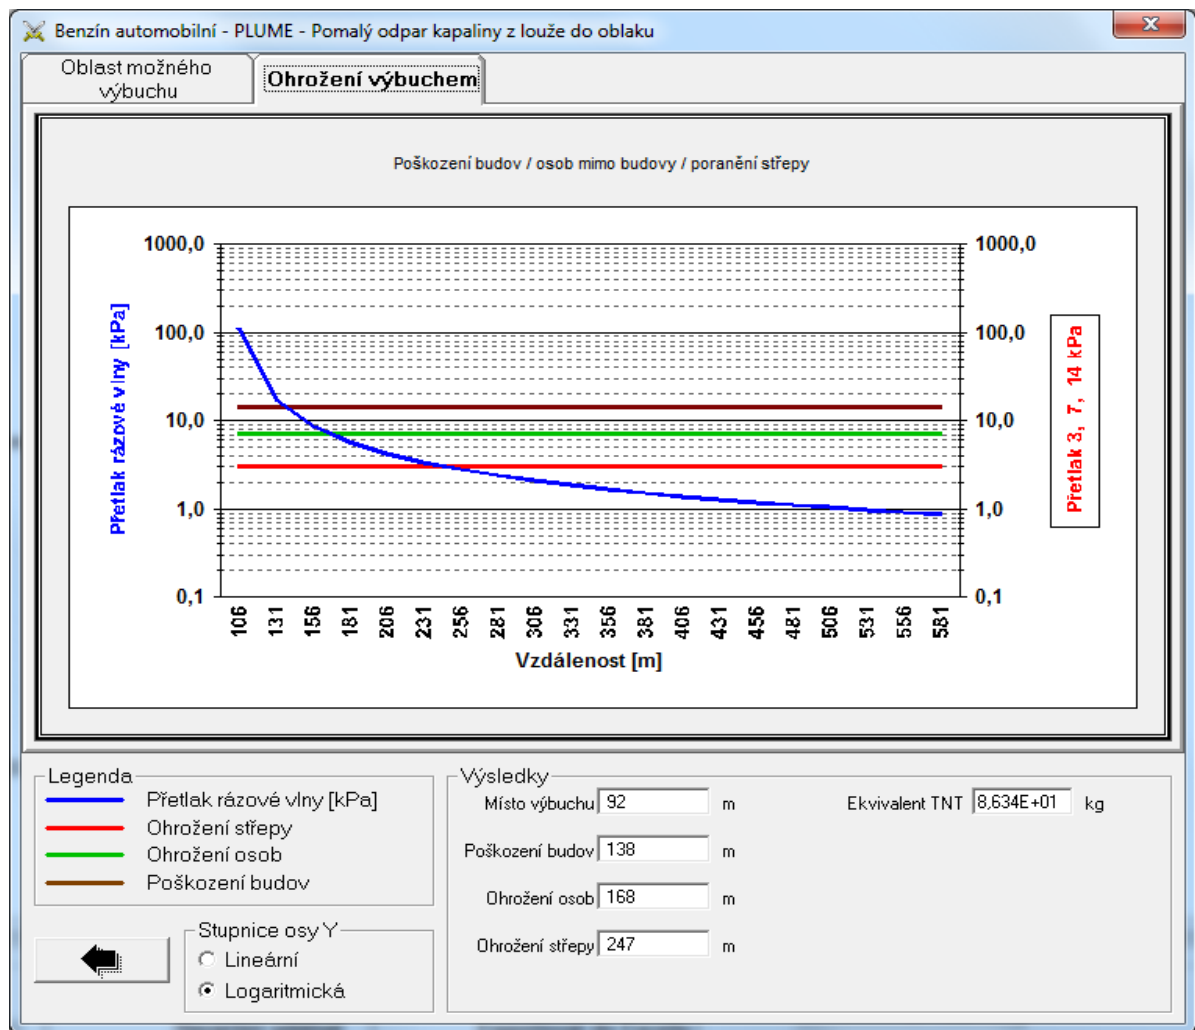 Benzín automobilní - PLUME - Pomalý odpar kapaliny z louže do oblaku
X
Oblast možného
výbuchu
Ohrožení výbuchem
Poškození budov / osob mimo budovy / poranění střepy
Přetlak rázové vlny [kPa]
1000,0
100,0
10,0
1,0
0,1
1000,0
100,0
10,0
1,0
0,1
Přetlak 3, 7, 14 kPa
106 131 156 181 206 231 256 281 306 331 356 381 406 431 456 481 506 531 556 581
Vzdálenost [m]
Legenda
Přetlak rázové vlny [kPa]
Ohrožení střepy
Ohrožení osob
Poškození budov
Stupnice osy Y
Lineární
Logaritmická
Výsledky
Místo výbuchu 92 m
Ekvivalent TNT 8,634E+01 kg
Poškození budov 138 m
Ohrožení osob 168 m
Ohrožení střepy 247 m